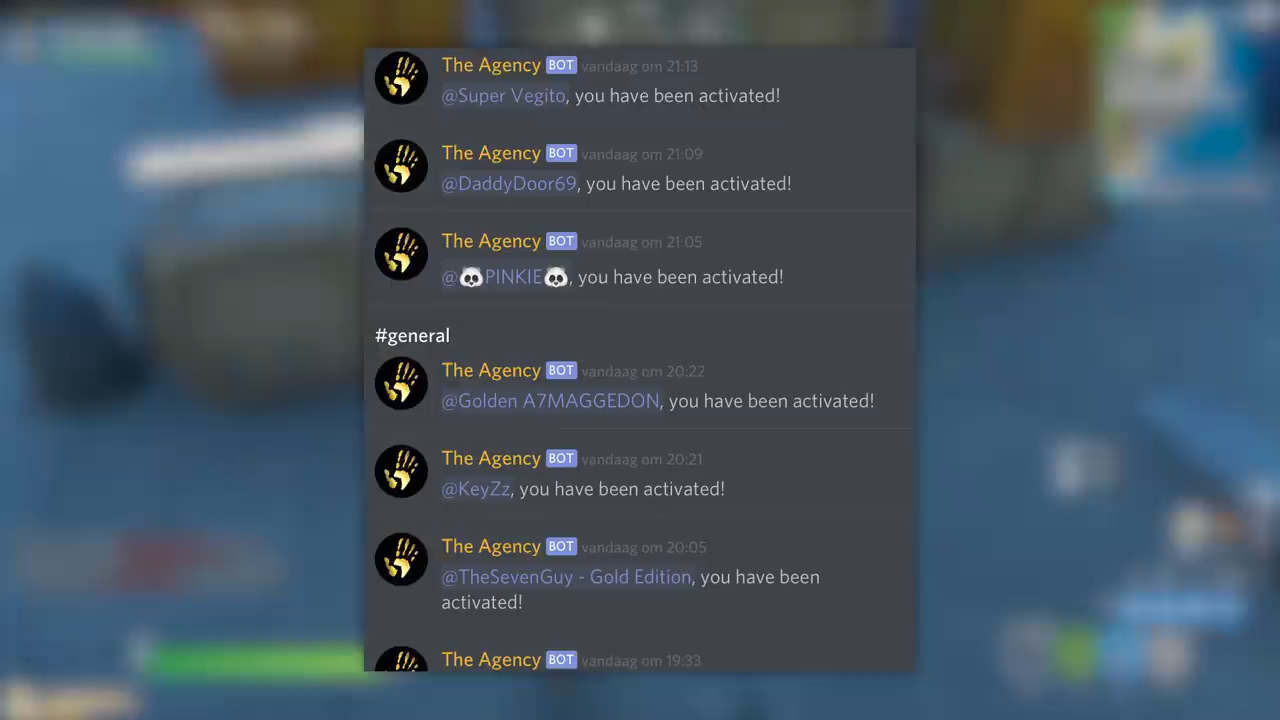 The Agency BOT vandaag om 21:13
@Super Vegito, you have been activated!
The Agency BOT vandaag om 21:09
@DaddyDoor69, you have been activated!
The Agency BOT vandaag om 21:05
@🐼PINKIE🐼, you have been activated!
#general
The Agency BOT vandaag om 20:22
@Golden A7MAGGEDON, you have been activated!
The Agency BOT vandaag om 20:21
@KeyZz, you have been activated!
The Agency BOT vandaag om 20:05
@TheSevenGuy - Gold Edition, you have been
activated!
The Agency BOT vandaag om 19:33